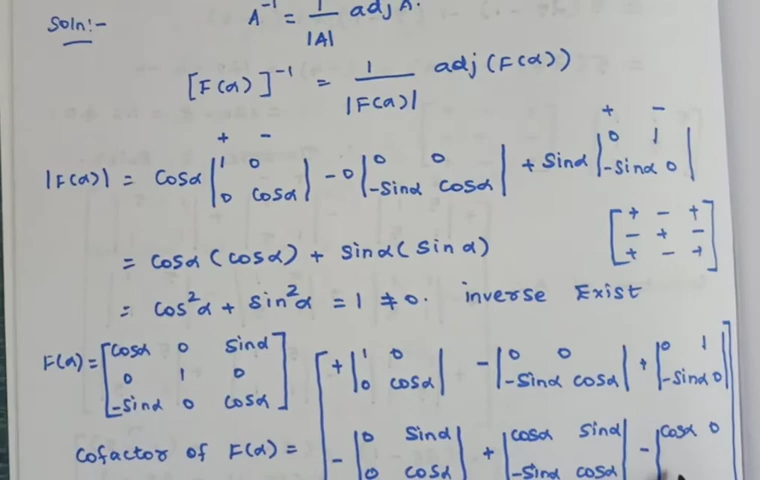 Soln:-
A⁻¹ = 1/|A| adj A.
[F(α)]⁻¹ = 1/|F(α)| adj (F(α))
+ -
+ -
|F(α)| = cosα |1 0; 0 cosα| - 0 |0 0; -sinα cosα| + sinα |0 1; -sinα 0|
= cosα (cosα) + sinα (sin α)
[+ - +; - + -; + - +]
= cos²α + sin²α = 1 ≠ 0. inverse Exist
F(α) = [cosα 0 sinα; 0 1 0; -sinα 0 cosα]
cofactor of F(α) = [+|1 0; 0 cosα| -|0 0; -sinα cosα| +|0 1; -sinα 0|
-|0 sinα; 0 cosα| +|cosα sinα; -sinα cosα| -|cosα 0